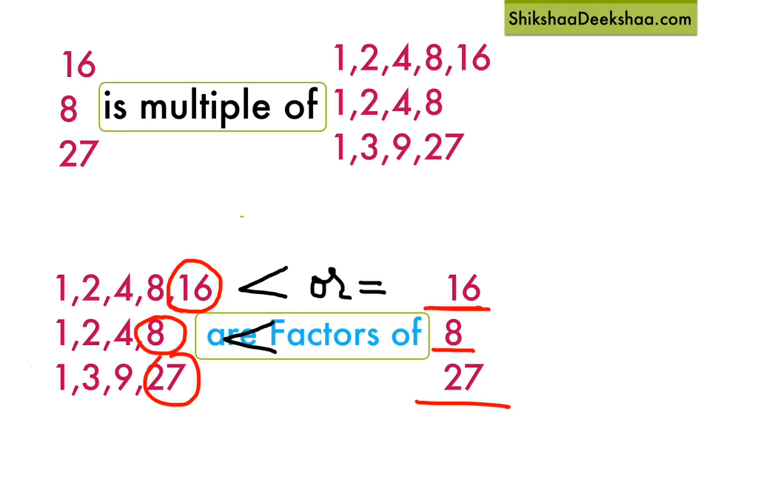 ShikshaaDeekshaa.com
16 1,2,4,8,16
8 is multiple of 1,2,4,8
27 1,3,9,27
1,2,4,8,16 < or = 16
1,2,4,8 < are Factors of 8
1,3,9,27 27